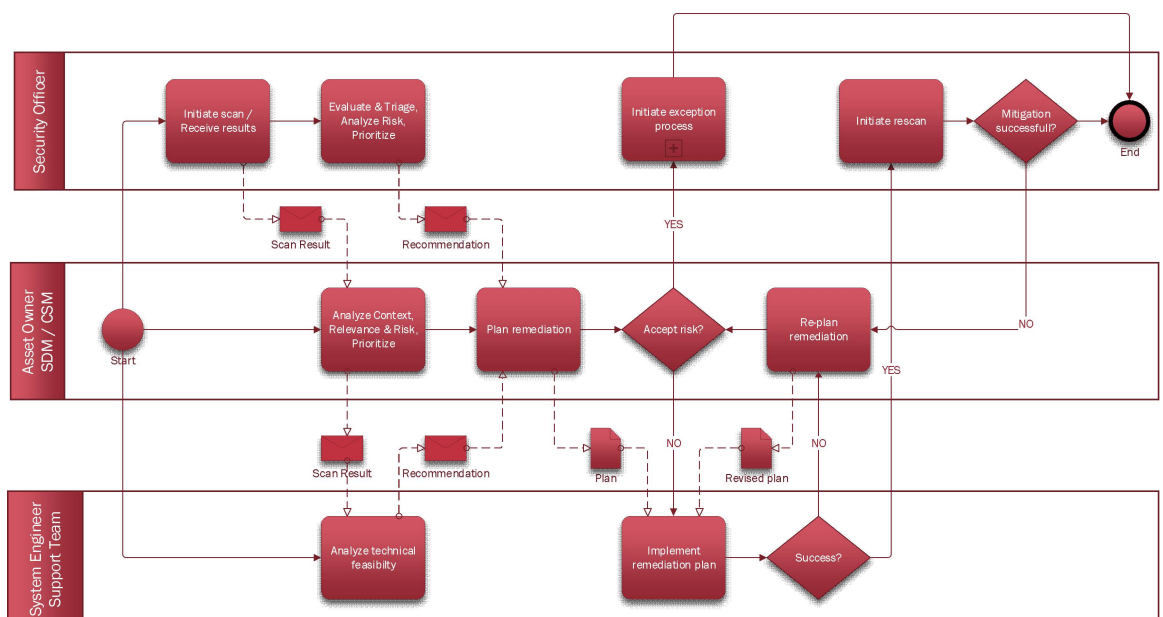 Security Officer
Initiate scan /
Receive results
Evaluate & Triage,
Analyze Risk,
Prioritize
Initiate exception
process
Initiate rescan
Mitigation
successfull?
End
Scan Result
Recommendation
YES
Asset Owner
SDM / CSM
Start
Analyze Context,
Relevance & Risk,
Prioritize
Plan remediation
Accept risk?
Re-plan
remediation
NO
YES
Scan Result
Recommendation
Plan
NO
Revised plan
NO
System Engineer
Support Team
Analyze technical
feasibilty
Implement
remediation plan
Success?